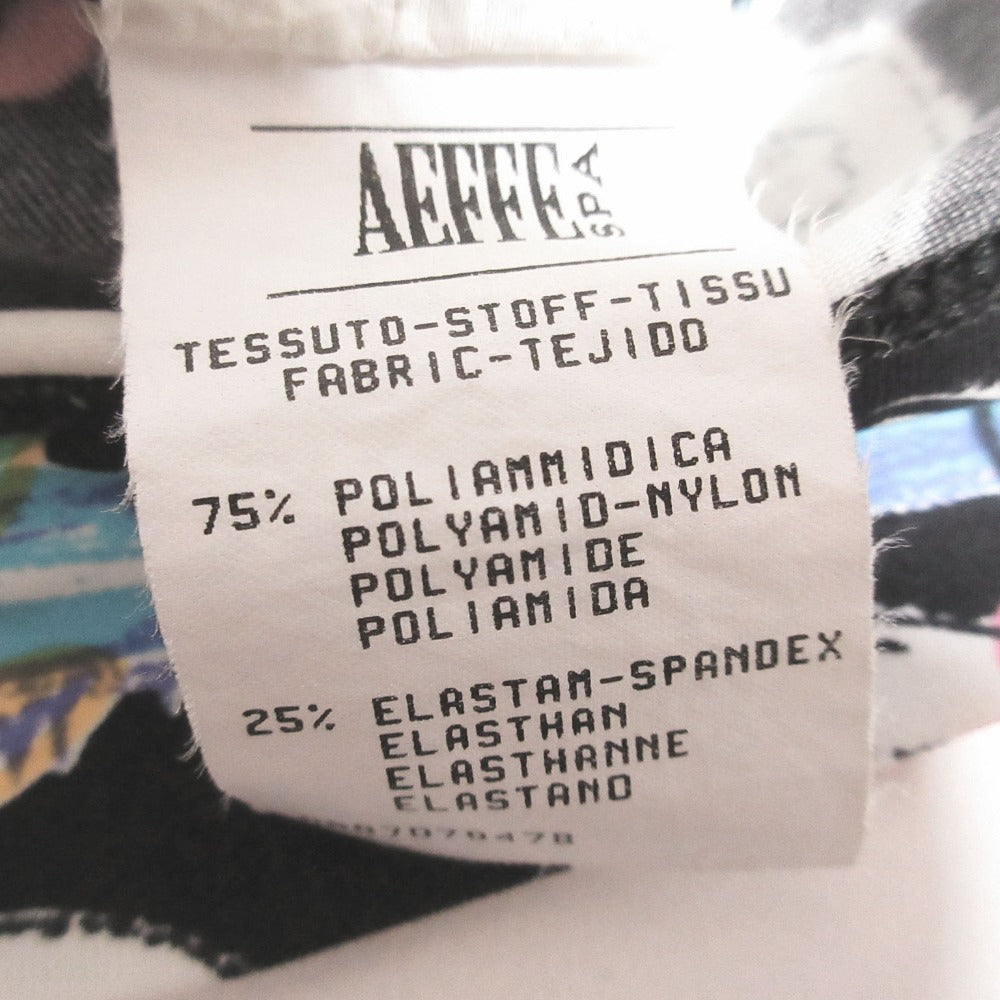 AEFFE SPA
TESSUTO-STOFF-TISSU
FABRIC-TEJIDO
75% POLIAMMIDICA
POLYAMID-NYLON
POLYAMIDE
POLIAMIDA
25% ELASTAM-SPANDEX
ELASTHAN
ELASTHANNE
ELASTANO